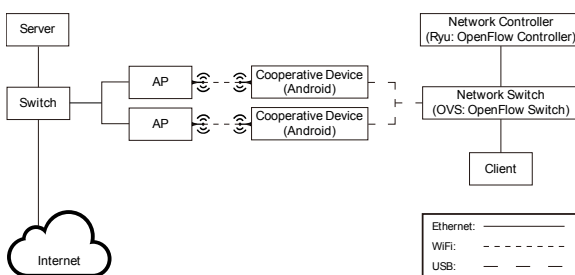 Server
Switch
AP
AP
Cooperative Device
(Android)
Cooperative Device
(Android)
Network Controller
(Ryu: OpenFlow Controller)
Network Switch
(OVS: OpenFlow Switch)
Client
Internet
Ethernet:
WiFi:
USB: